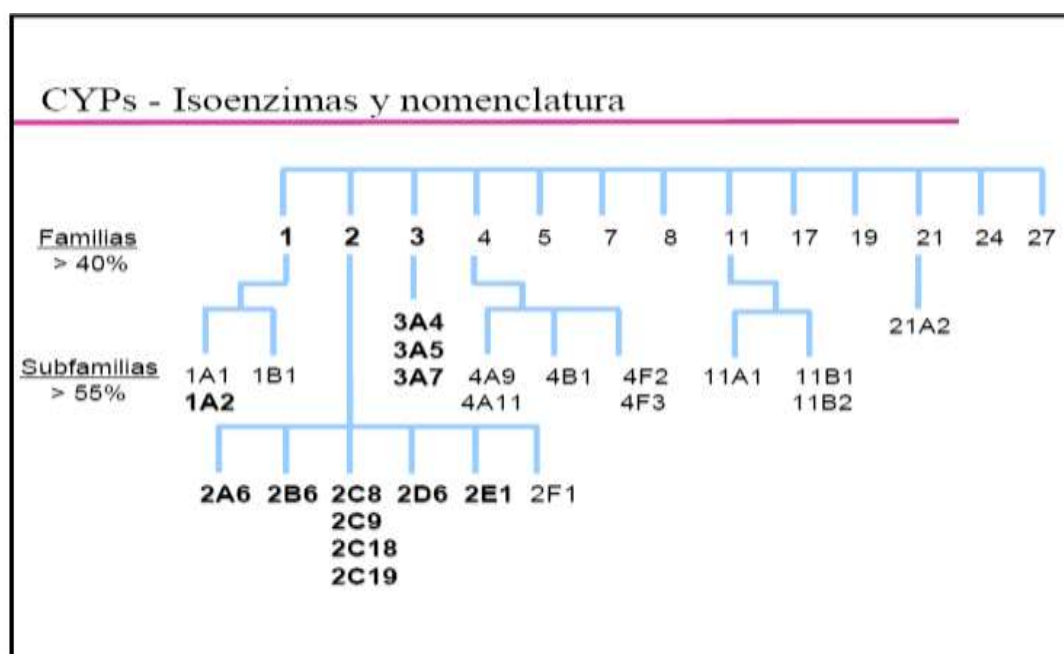 CYPs - Isoenzimas y nomenclatura
Familias
> 40%
1 2 3 4 5 7 8 11 17 19 21 24 27
Subfamilias
> 55%
1A1
1A2
1B1
3A4
3A5
3A7
4A9
4A11
4B1
4F2
4F3
11A1
11B1
11B2
21A2
2A6
2B6
2C8
2C9
2C18
2C19
2D6
2E1
2F1